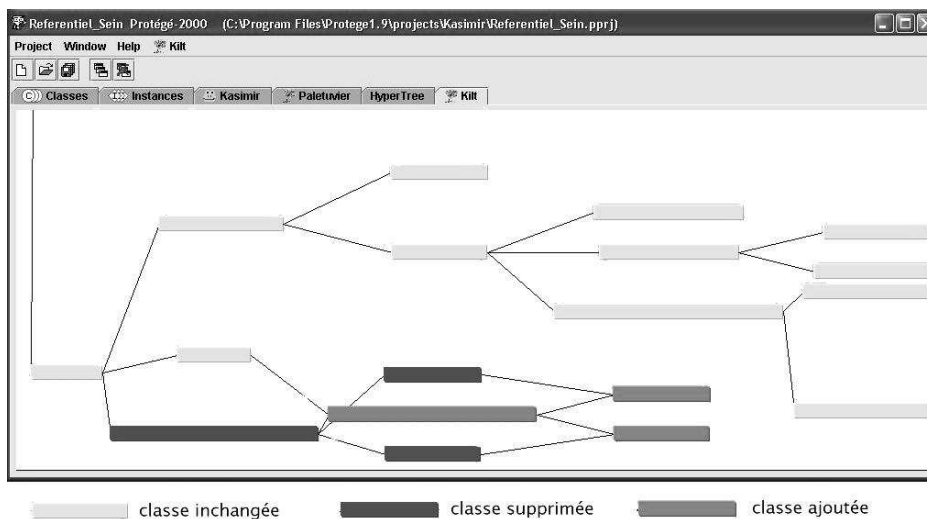 Referentiel_Sein Protégé-2000 (C:\Program Files\Protege1.9\projects\Kasimir\Referentiel_Sein.pprj)
Project Window Help Kilt
Classes Instances Kasimir Paletuvier HyperTree Kilt
classe inchangée classe supprimée classe ajoutée